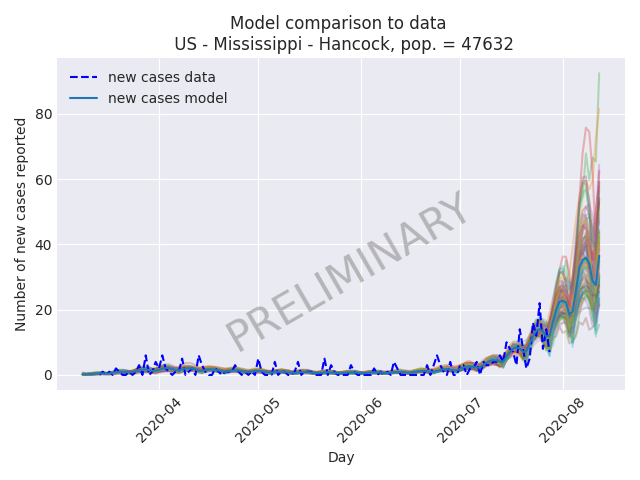 Model comparison to data
US - Mississippi - Hancock, pop. = 47632
new cases data
new cases model
Number of new cases reported
80
60
40
20
0
PRELIMINARY
2020-04
2020-05
2020-06
2020-07
2020-08
Day